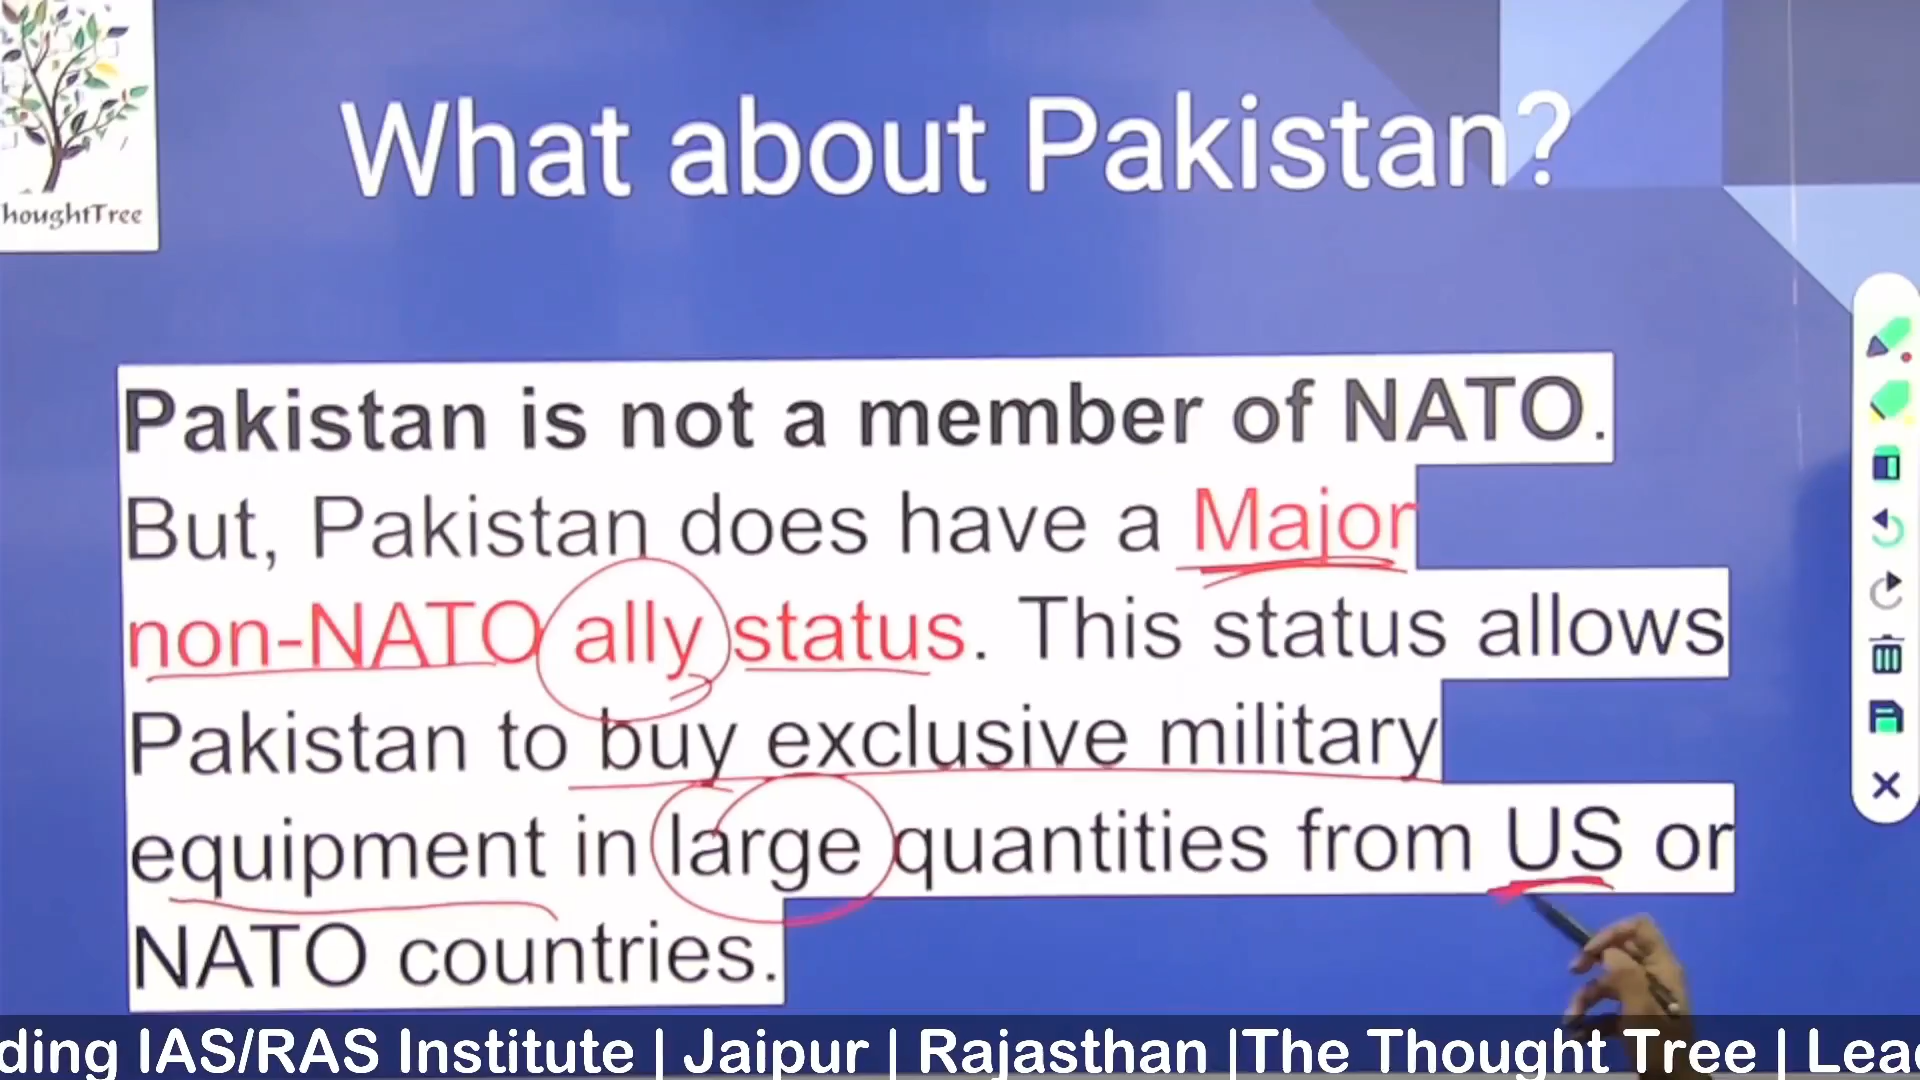 What about Pakistan?
houghtTree
Pakistan is not a member of NATO.
But, Pakistan does have a Major
non-NATO ally status. This status allows
Pakistan to buy exclusive military
equipment in large quantities from US or
NATO countries.
ding IAS/RAS Institute | Jaipur | Rajasthan |The Thought Tree | Lea